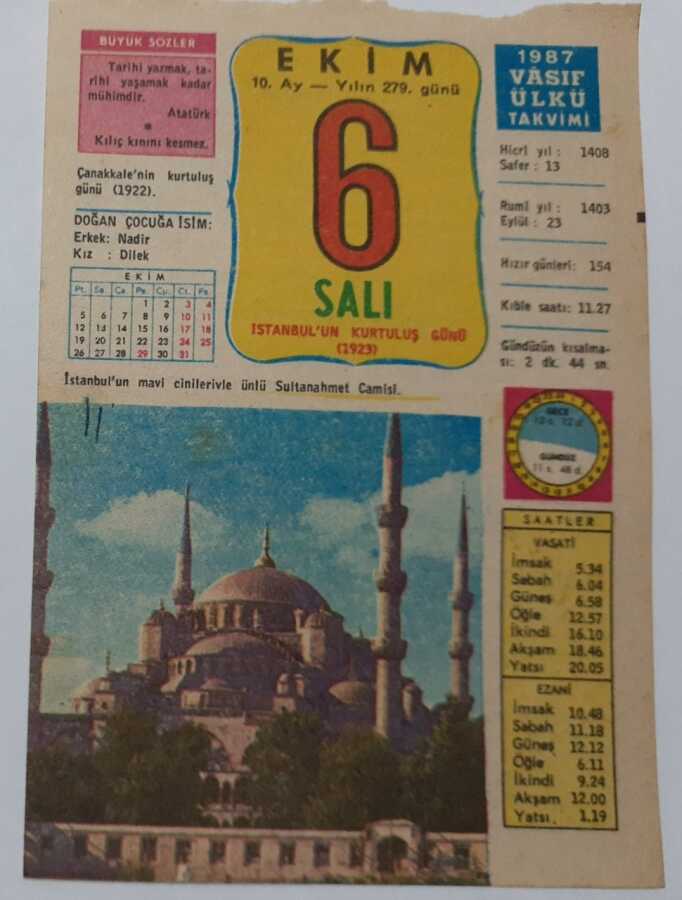 BÜYÜK SÖZLER
Tarihi yazmak, ta-
rihi yaşamak kadar
mühimdir.
Atatürk
Kılıç kınını kesmez.
Çanakkale'nin kurtuluş
günü (1922).
DOĞAN ÇOCUĞA İSİM:
Erkek: Nadir
Kız : Dilek
EKİM
Pt. Sa. Ça. Pe. Cu. Ct. Pa.
1 2 3 4
5 6 7 8 9 10 11
12 13 14 15 16 17 18
19 20 21 22 23 24 25
26 27 28 29 30 31
EKİM
10. Ay — Yılın 279. günü
6
SALI
İSTANBUL'UN KURTULUŞ GÜNÜ
(1923)
1987
VÂSIF
ÜLKÜ
TAKVİMİ
Hicrî yıl : 1408
Safer : 13
Rumî yıl : 1403
Eylül : 23
Hızır günleri: 154
Kıble saatı: 11.27
Gündüzün kısalma-
sı: 2 dk. 44 sn.
İstanbul'un mavi cinileriyle ünlü Sultanahmet Camisi.
GECE
12 s. 12 d.
GÜNDÜZ
11 s. 48 d.
SAATLER
VASATİ
İmsak 5.34
Sabah 6.04
Güneş 6.58
Öğle 12.57
İkindi 16.10
Akşam 18.46
Yatsı 20.05
EZANİ
İmsak 10.48
Sabah 11.18
Güneş 12.12
Öğle 6.11
İkindi 9.24
Akşam 12.00
Yatsı 1.19